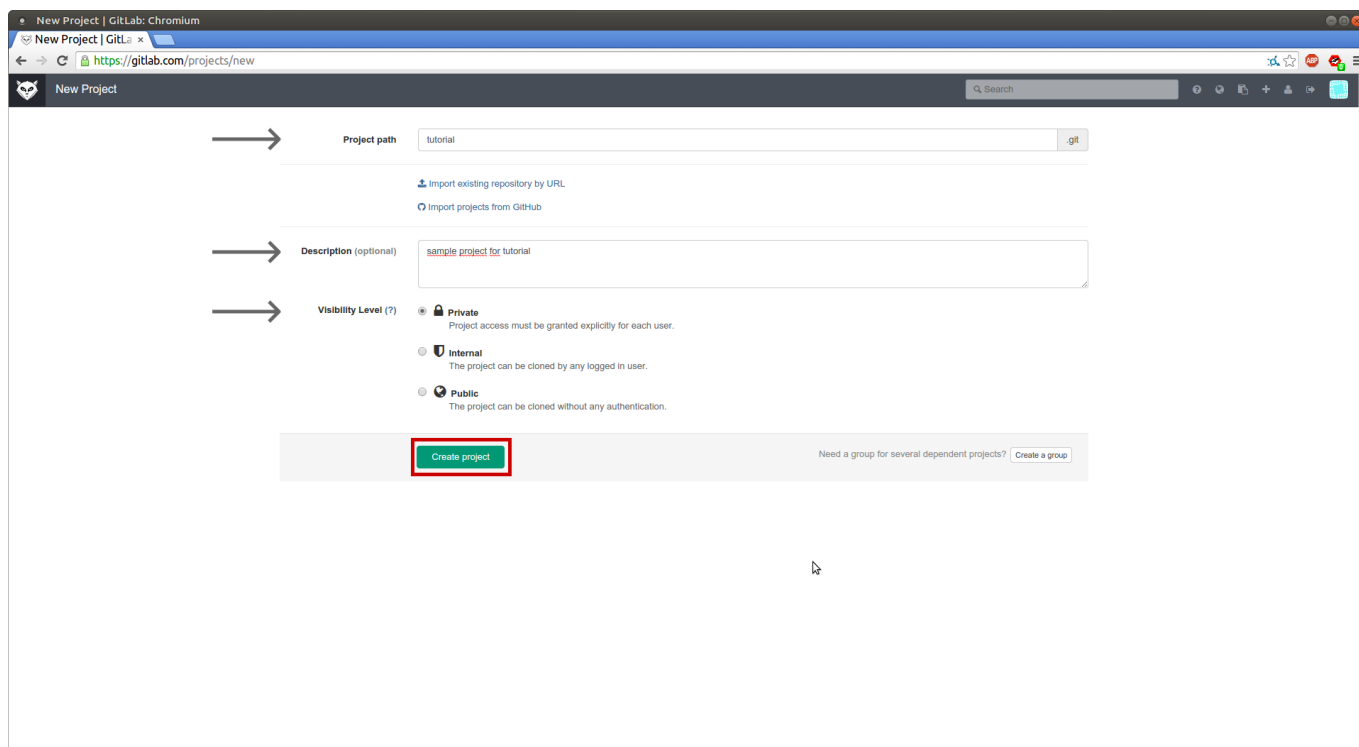 New Project | GitLab: Chromium
New Project | GitLa ×
https://gitlab.com/projects/new
ABP
New Project
Search
Project path
tutorial
.git
Import existing repository by URL
Import projects from GitHub
Description (optional)
sample project for tutorial
Visibility Level (?)
Private
Project access must be granted explicitly for each user.
Internal
The project can be cloned by any logged in user.
Public
The project can be cloned without any authentication.
Create project
Need a group for several dependent projects?
Create a group